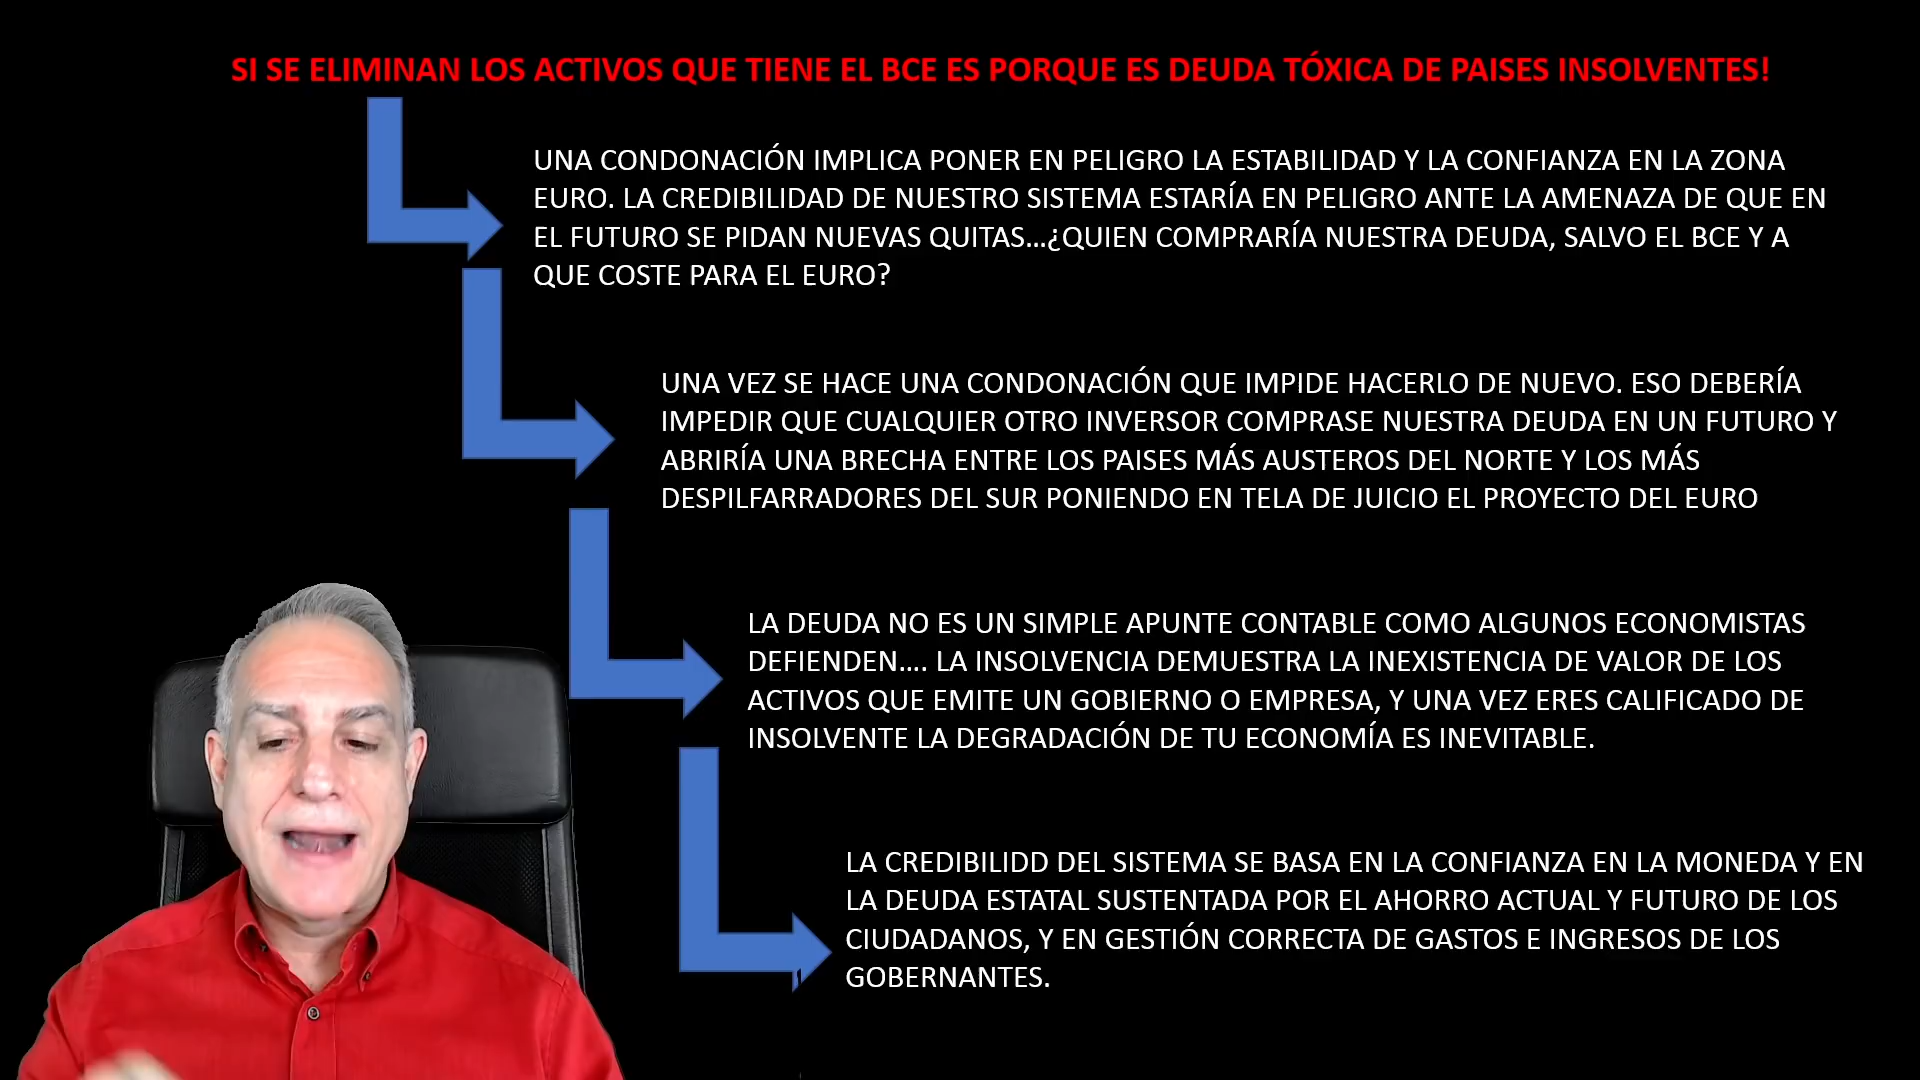 SI SE ELIMINAN LOS ACTIVOS QUE TIENE EL BCE ES PORQUE ES DEUDA TÓXICA DE PAISES INSOLVENTES!
UNA CONDONACIÓN IMPLICA PONER EN PELIGRO LA ESTABILIDAD Y LA CONFIANZA EN LA ZONA
EURO. LA CREDIBILIDAD DE NUESTRO SISTEMA ESTARÍA EN PELIGRO ANTE LA AMENAZA DE QUE EN
EL FUTURO SE PIDAN NUEVAS QUITAS...¿QUIEN COMPRARÍA NUESTRA DEUDA, SALVO EL BCE Y A
QUE COSTE PARA EL EURO?
UNA VEZ SE HACE UNA CONDONACIÓN QUE IMPIDE HACERLO DE NUEVO. ESO DEBERÍA
IMPEDIR QUE CUALQUIER OTRO INVERSOR COMPRASE NUESTRA DEUDA EN UN FUTURO Y
ABRIRÍA UNA BRECHA ENTRE LOS PAISES MÁS AUSTEROS DEL NORTE Y LOS MÁS
DESPILFARRADORES DEL SUR PONIENDO EN TELA DE JUICIO EL PROYECTO DEL EURO
LA DEUDA NO ES UN SIMPLE APUNTE CONTABLE COMO ALGUNOS ECONOMISTAS
DEFIENDEN.... LA INSOLVENCIA DEMUESTRA LA INEXISTENCIA DE VALOR DE LOS
ACTIVOS QUE EMITE UN GOBIERNO O EMPRESA, Y UNA VEZ ERES CALIFICADO DE
INSOLVENTE LA DEGRADACIÓN DE TU ECONOMÍA ES INEVITABLE.
LA CREDIBILIDD DEL SISTEMA SE BASA EN LA CONFIANZA EN LA MONEDA Y EN
LA DEUDA ESTATAL SUSTENTADA POR EL AHORRO ACTUAL Y FUTURO DE LOS
CIUDADANOS, Y EN GESTIÓN CORRECTA DE GASTOS E INGRESOS DE LOS
GOBERNANTES.